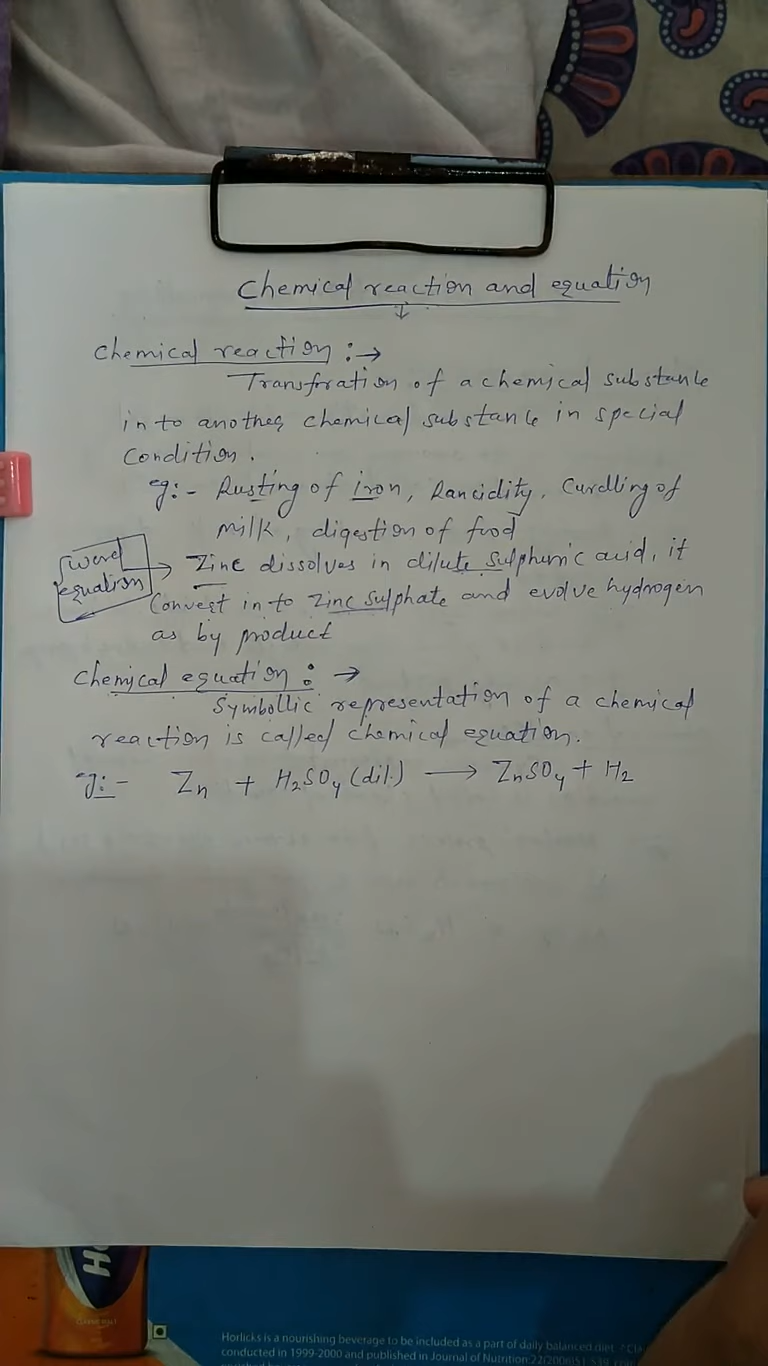 Chemical reaction and equation
↓
Chemical reaction :→
Transfration of a chemical substance
in to another chemical substance in special
Condition.
eg:- Rusting of iron, Rancidity, Curdling of
milk, digestion of food
word equation → Zinc dissolves in dilute sulphuric acid, it
Convert in to Zinc sulphate and evolve hydrogen
as by product
Chemical equation : →
Symbollic representation of a chemical
reaction is called chemical equation.
eg:- Zn + H₂SO₄ (dil.) → ZnSO₄ + H₂
Horlicks is a nourishing beverage to be included as a part of daily balanced diet.
conducted in 1999-2000 and published in Journal of Nutrition